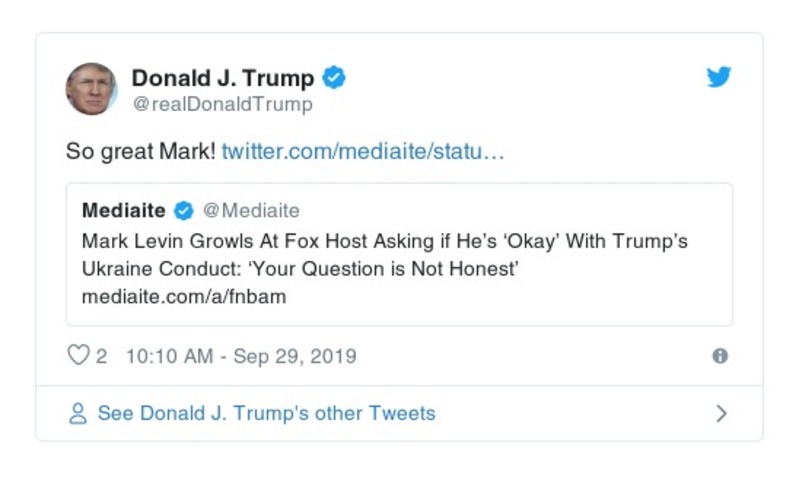 Donald J. Trump
@realDonaldTrump
So great Mark! twitter.com/mediaite/statu…
Mediaite @Mediaite
Mark Levin Growls At Fox Host Asking if He’s ‘Okay’ With Trump’s
Ukraine Conduct: ‘Your Question is Not Honest’
mediaite.com/a/fnbam
2 10:10 AM - Sep 29, 2019
See Donald J. Trump's other Tweets